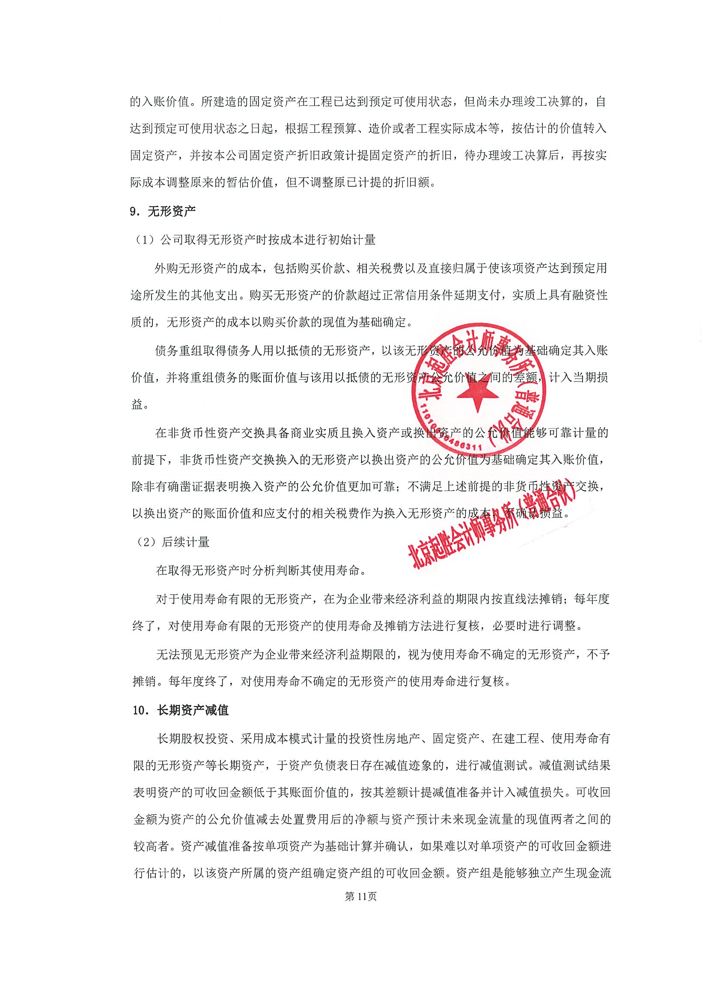 的入账价值。所建造的固定资产在工程已达到预定可使用状态，但尚未办理竣工决算的，自
达到预定可使用状态之日起，根据工程预算、造价或者工程实际成本等，按估计的价值转入
固定资产，并按本公司固定资产折旧政策计提固定资产的折旧，待办理竣工决算后，再按实
际成本调整原来的暂估价值，但不调整原已计提的折旧额。
9．无形资产
（1）公司取得无形资产时按成本进行初始计量
外购无形资产的成本，包括购买价款、相关税费以及直接归属于使该项资产达到预定用
途所发生的其他支出。购买无形资产的价款超过正常信用条件延期支付，实质上具有融资性
质的，无形资产的成本以购买价款的现值为基础确定。
债务重组取得债务人用以抵债的无形资产，以该无形资产的公允价值为基础确定其入账
价值，并将重组债务的账面价值与该用以抵债的无形资产公允价值之间的差额，计入当期损
益。
在非货币性资产交换具备商业实质且换入资产或换出资产的公允价值能够可靠计量的
前提下，非货币性资产交换换入的无形资产以换出资产的公允价值为基础确定其入账价值，
除非有确凿证据表明换入资产的公允价值更加可靠；不满足上述前提的非货币性资产交换，
以换出资产的账面价值和应支付的相关税费作为换入无形资产的成本，不确认损益。
（2）后续计量
在取得无形资产时分析判断其使用寿命。
对于使用寿命有限的无形资产，在为企业带来经济利益的期限内按直线法摊销；每年度
终了，对使用寿命有限的无形资产的使用寿命及摊销方法进行复核，必要时进行调整。
无法预见无形资产为企业带来经济利益期限的，视为使用寿命不确定的无形资产，不予
摊销。每年度终了，对使用寿命不确定的无形资产的使用寿命进行复核。
10．长期资产减值
长期股权投资、采用成本模式计量的投资性房地产、固定资产、在建工程、使用寿命有
限的无形资产等长期资产，于资产负债表日存在减值迹象的，进行减值测试。减值测试结果
表明资产的可收回金额低于其账面价值的，按其差额计提减值准备并计入减值损失。可收回
金额为资产的公允价值减去处置费用后的净额与资产预计未来现金流量的现值两者之间的
较高者。资产减值准备按单项资产为基础计算并确认，如果难以对单项资产的可收回金额进
行估计的，以该资产所属的资产组确定资产组的可收回金额。资产组是能够独立产生现金流
第 11页
北京起胜会计师事务所（普通合伙）
北京起胜会计师事务所（普通合伙）